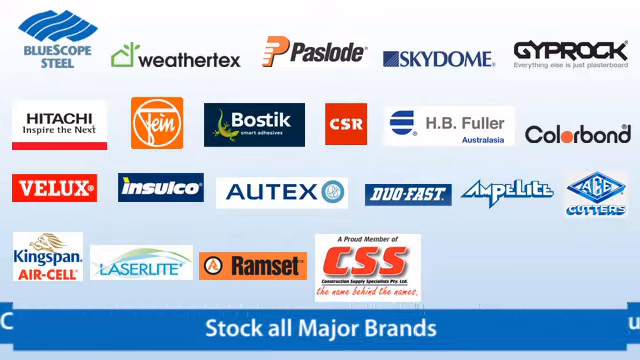 BLUESCOPE
STEEL
weathertex
Paslode®
SKYDOME®
GYPROCK®
Everything else is just plasterboard
HITACHI
Inspire the Next
Fein
Bostik
smart adhesives
CSR
H.B. Fuller
Australasia
Colorbond®
VELUX®
insulco®
AUTEX
DUO-FAST.
AMPELITE
ACE
GUTTERS
Kingspan.
AIR-CELL®
LASERLITE®
Ramset™
A Proud Member of
CSS
Construction Supply Specialists Pty. Ltd.
the name behind the names.
C
Stock all Major Brands
u